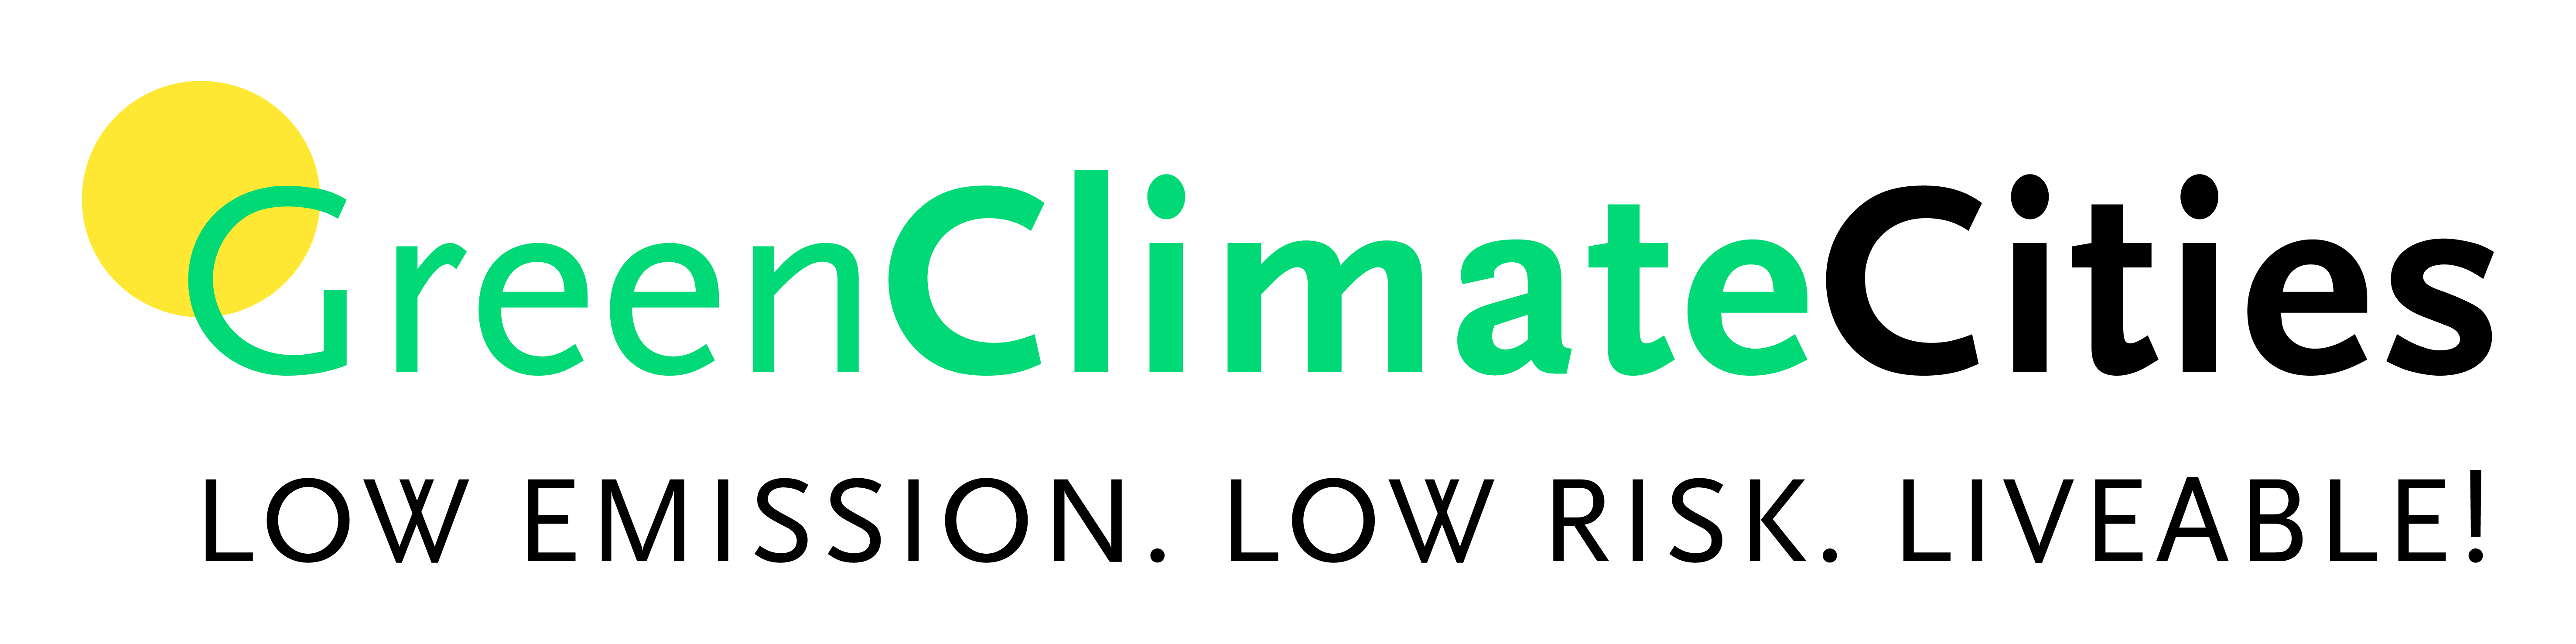 GreenClimateCities
LOW EMISSION. LOW RISK. LIVEABLE!